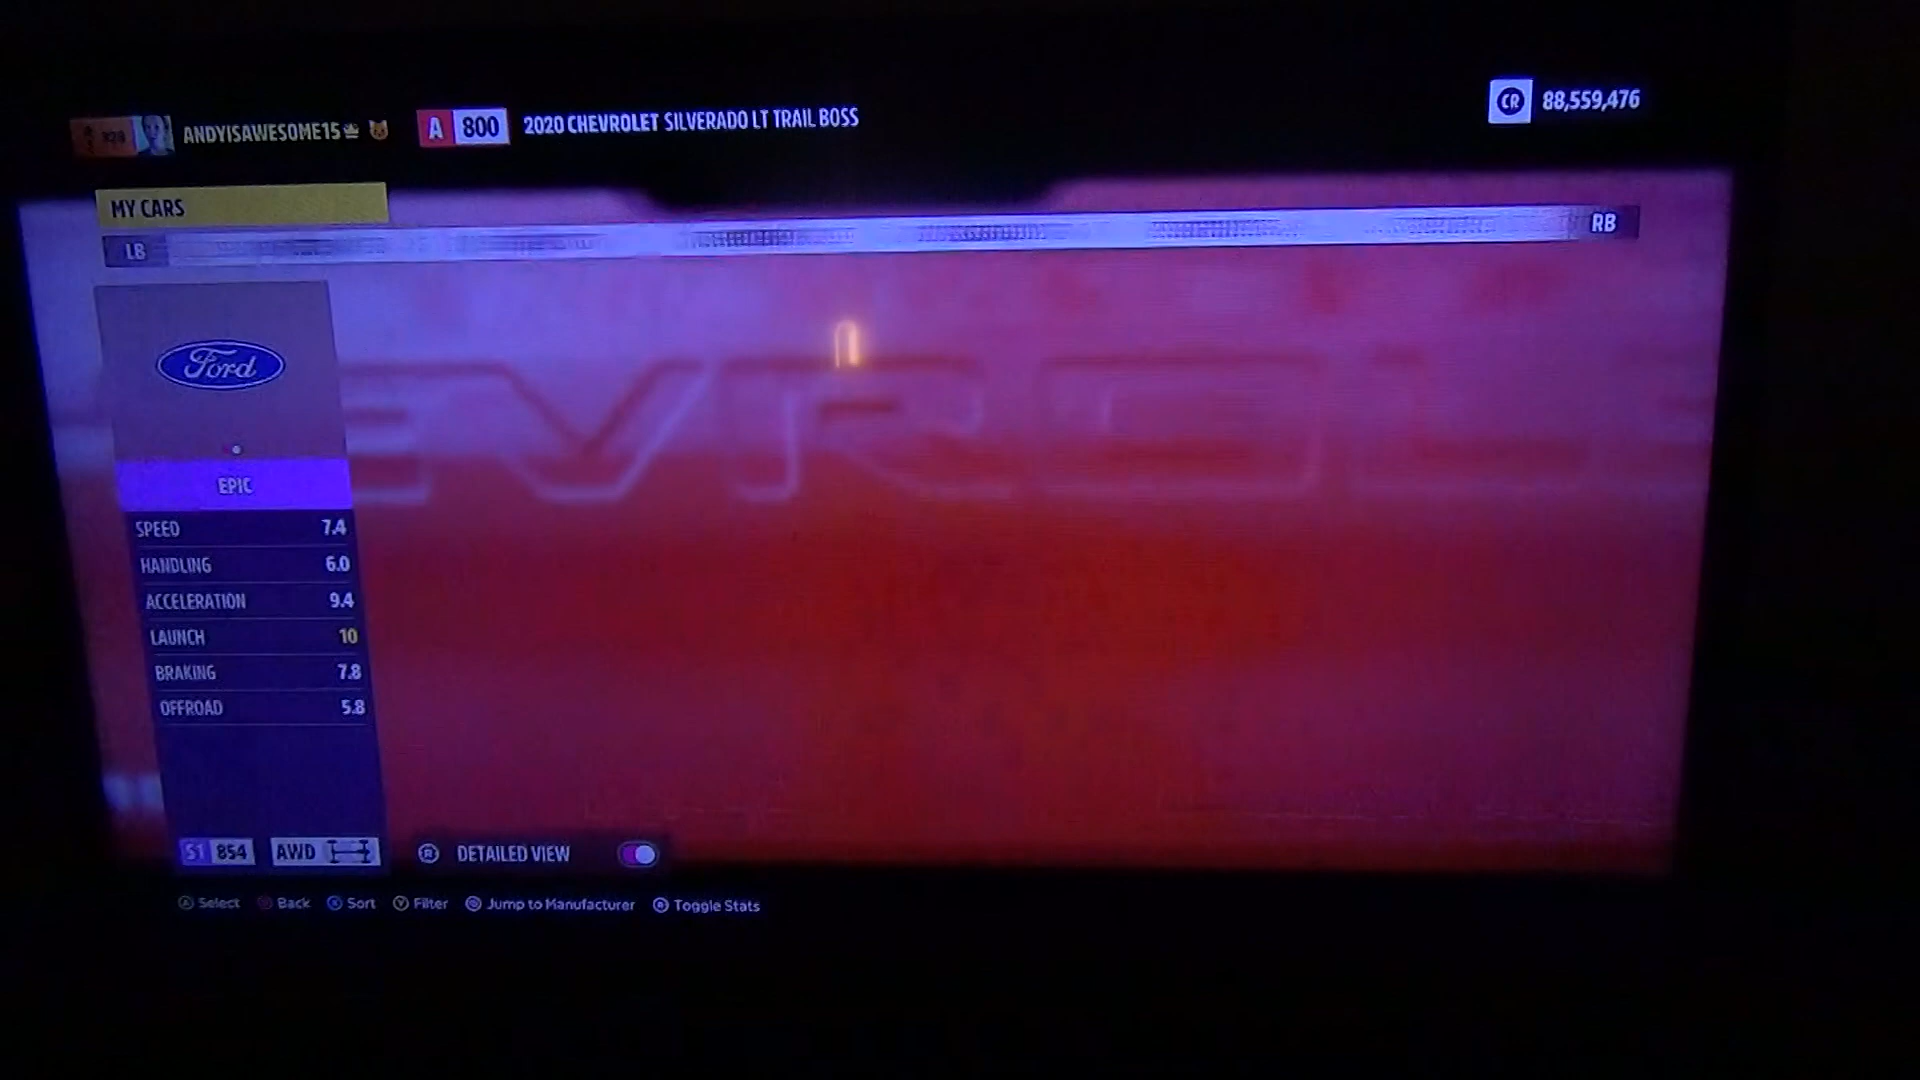 ANDYISAWESOME15
A 800
2020 CHEVROLET SILVERADO LT TRAIL BOSS
CR 88,559,476
MY CARS
LB
RB
Ford
EVROL
EPIC
SPEED 7.4
HANDLING 6.0
ACCELERATION 9.4
LAUNCH 10
BRAKING 7.8
OFFROAD 5.8
S1 854
AWD
R DETAILED VIEW
A Select
Back
X Sort
Y Filter
Jump to Manufacturer
R Toggle Stats